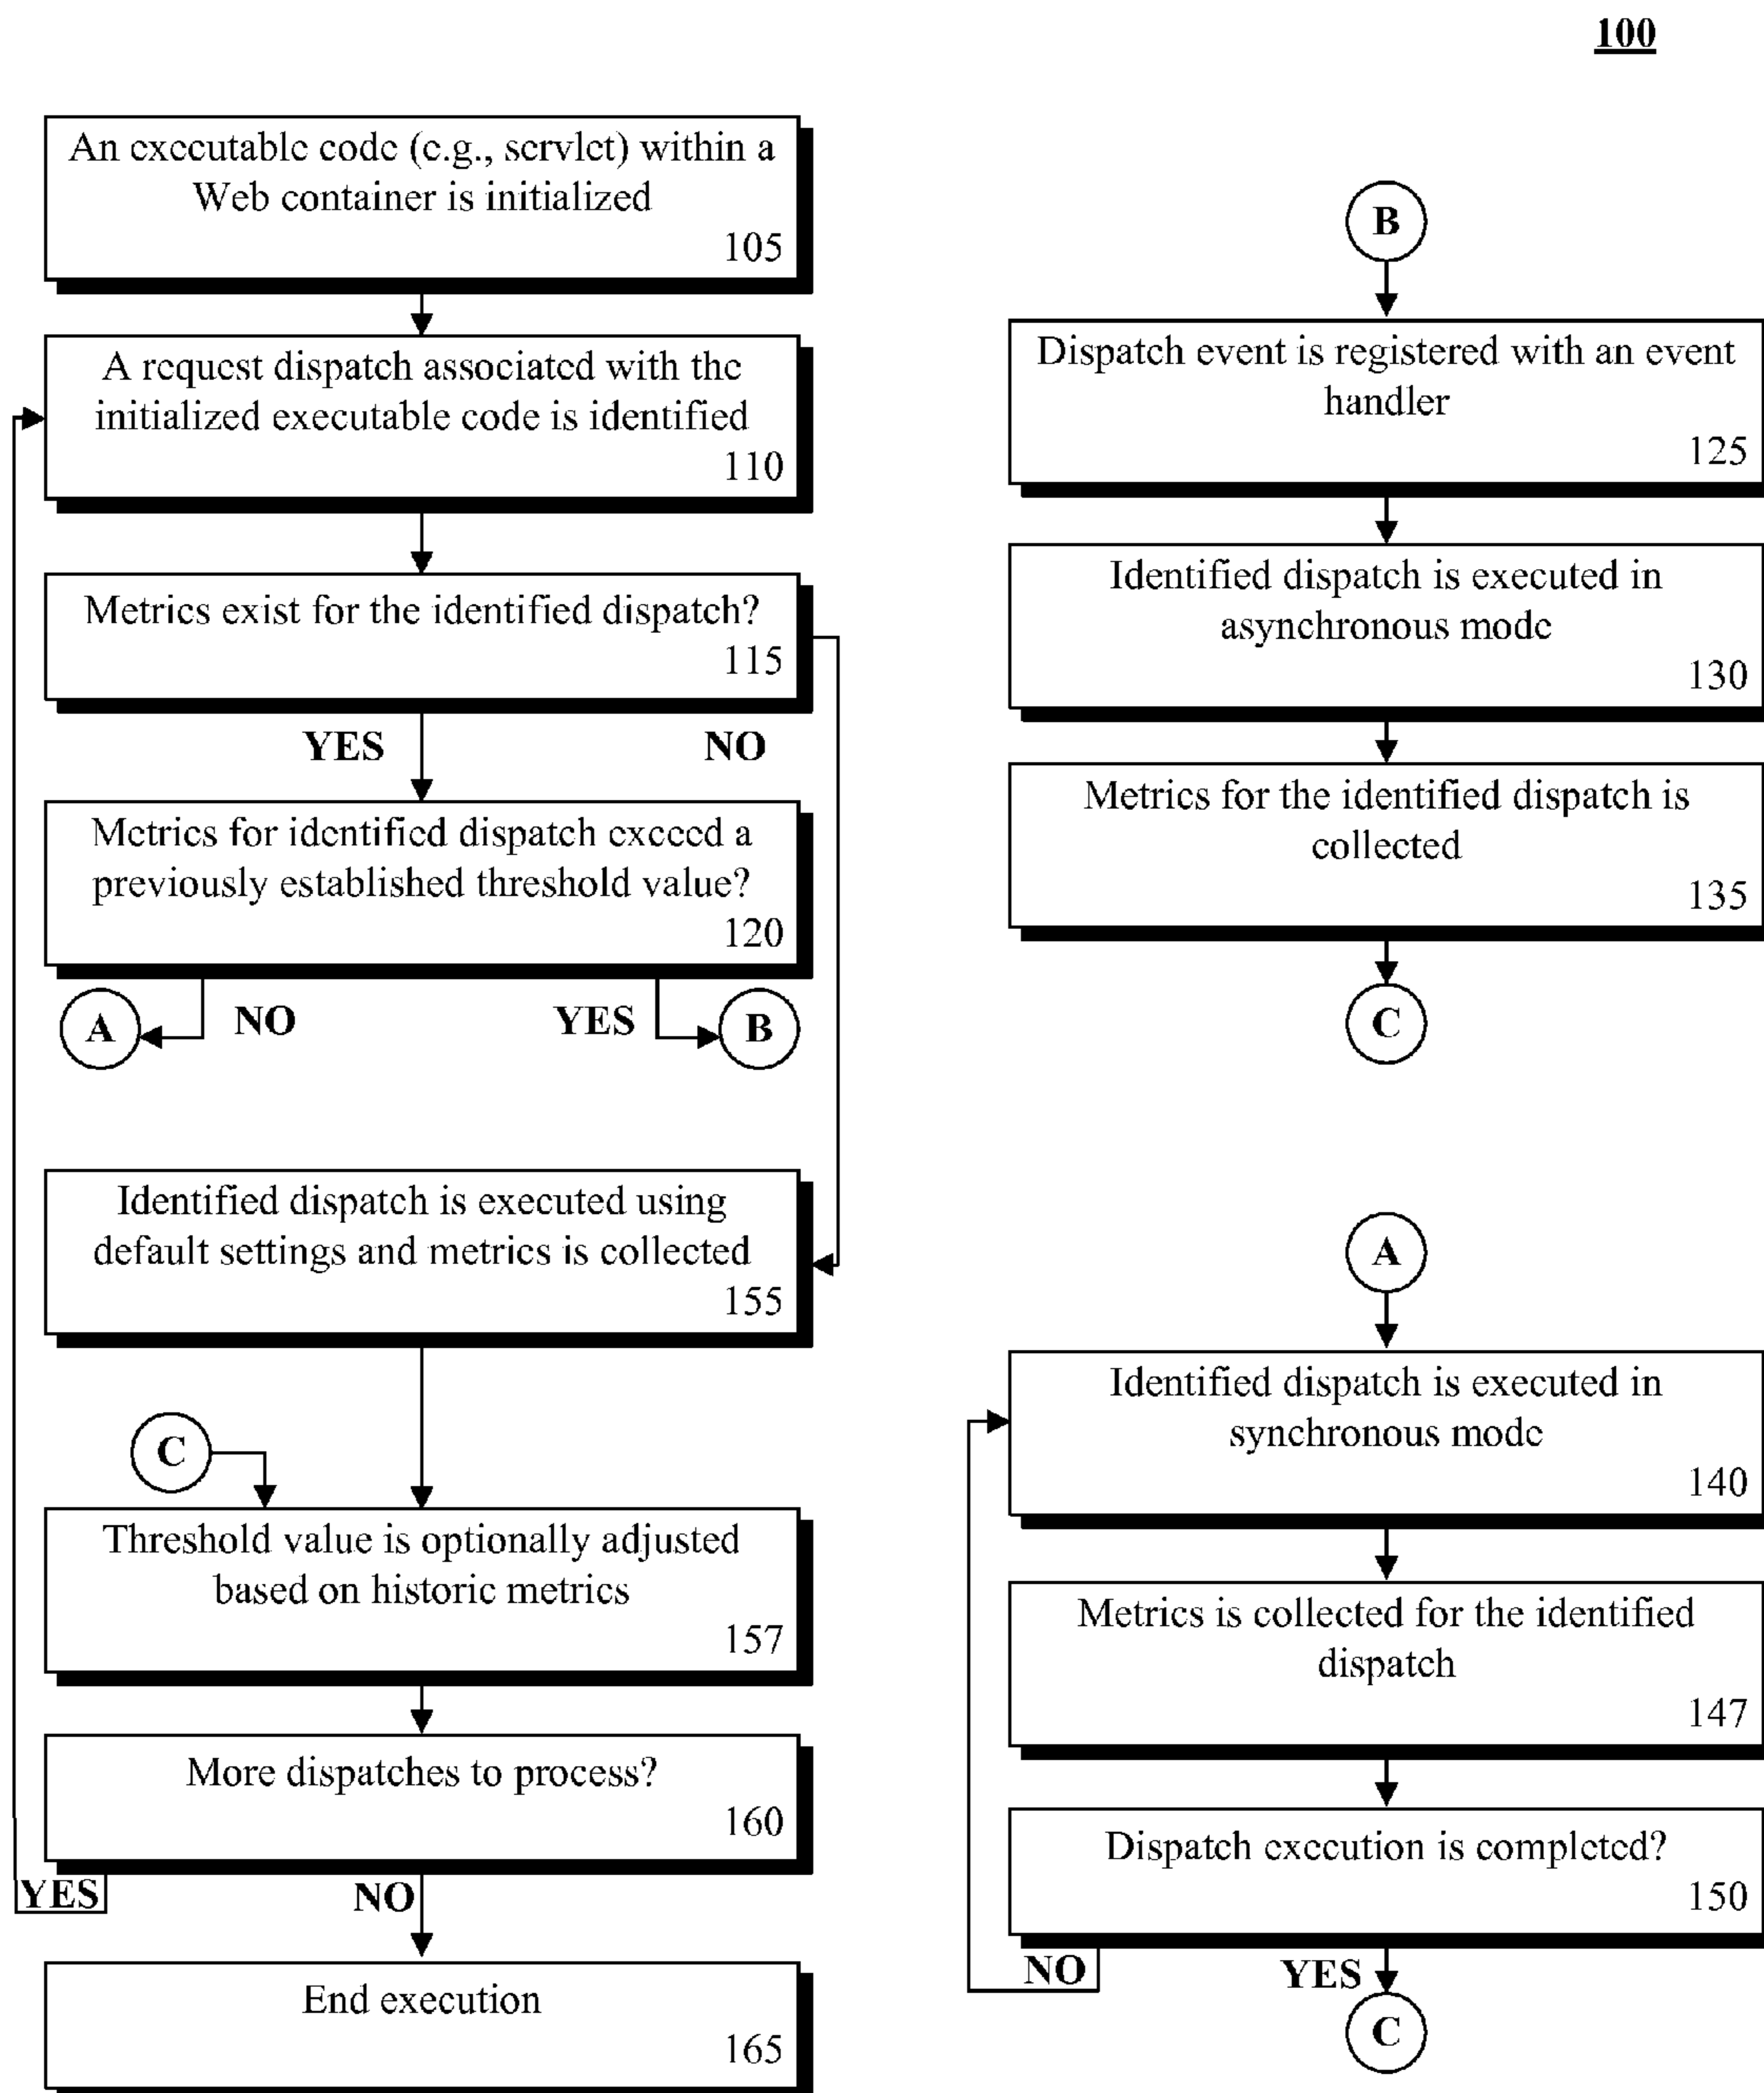 100
An executable code (e.g., servlet) within a
Web container is initialized
105
A request dispatch associated with the
initialized executable code is identified
110
Metrics exist for the identified dispatch?
115
YES
NO
Metrics for identified dispatch exceed a
previously established threshold value?
120
A
NO
YES
B
Identified dispatch is executed using
default settings and metrics is collected
155
C
Threshold value is optionally adjusted
based on historic metrics
157
More dispatches to process?
160
YES
NO
End execution
165
B
Dispatch event is registered with an event
handler
125
Identified dispatch is executed in
asynchronous mode
130
Metrics for the identified dispatch is
collected
135
C
A
Identified dispatch is executed in
synchronous mode
140
Metrics is collected for the identified
dispatch
147
Dispatch execution is completed?
150
NO
YES
C